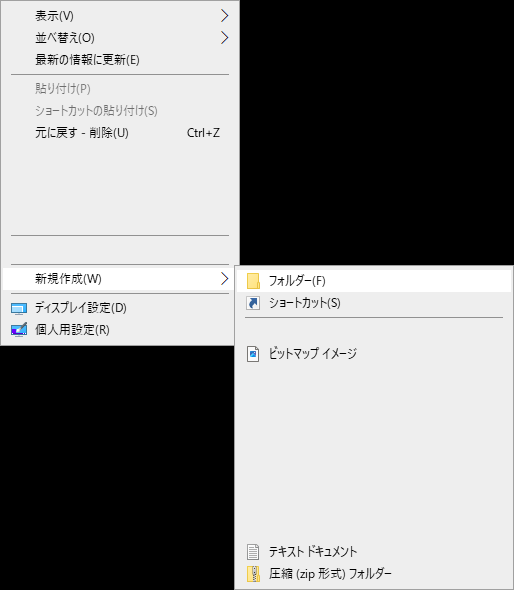 表示(V)
並べ替え(O)
最新の情報に更新(E)
貼り付け(P)
ショートカットの貼り付け(S)
元に戻す - 削除(U) Ctrl+Z
新規作成(W)
ディスプレイ設定(D)
個人用設定(R)
フォルダー(F)
ショートカット(S)
ビットマップ イメージ
テキスト ドキュメント
圧縮 (zip 形式) フォルダー